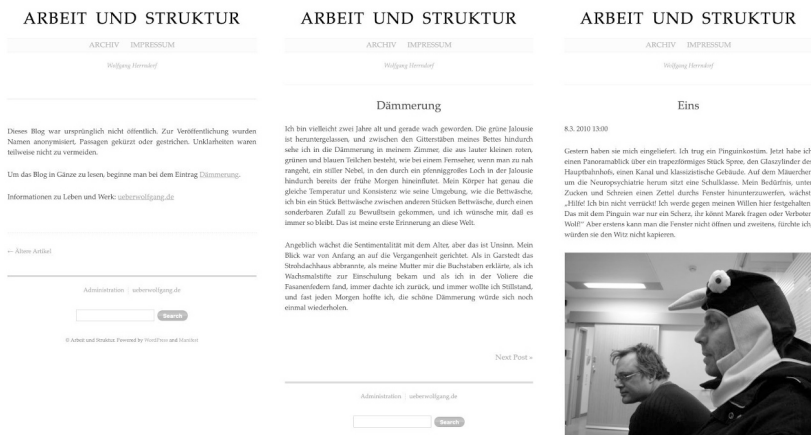 ARBEIT UND STRUKTUR
ARCHIV IMPRESSUM
Wolfgang Herrndorf
Dieses Blog war ursprünglich nicht öffentlich. Zur Veröffentlichung wurden
Namen anonymisiert, Passagen gekürzt oder gestrichen. Unklarheiten waren
teilweise nicht zu vermeiden.
Um das Blog in Gänze zu lesen, beginne man bei dem Eintrag Dämmerung.
Informationen zu Leben und Werk: ueberwolfgang.de
← Ältere Artikel
Administration | ueberwolfgang.de
Search
© Arbeit und Struktur. Powered by WordPress and Manifest
ARBEIT UND STRUKTUR
ARCHIV IMPRESSUM
Wolfgang Herrndorf
Dämmerung
Ich bin vielleicht zwei Jahre alt und gerade wach geworden. Die grüne Jalousie
ist heruntergelassen, und zwischen den Gitterstäben meines Bettes hindurch
sehe ich in die Dämmerung in meinem Zimmer, die aus lauter kleinen roten,
grünen und blauen Teilchen besteht, wie bei einem Fernseher, wenn man zu nah
rangeht, ein stiller Nebel, in den durch ein pfenniggroßes Loch in der Jalousie
hindurch bereits der frühe Morgen hineinflutet. Mein Körper hat genau die
gleiche Temperatur und Konsistenz wie seine Umgebung, wie die Bettwäsche,
ich bin ein Stück Bettwäsche zwischen anderen Stücken Bettwäsche, durch einen
sonderbaren Zufall zu Bewußtsein gekommen, und ich wünsche mir, daß es
immer so bleibt. Das ist meine erste Erinnerung an diese Welt.
Angeblich wächst die Sentimentalität mit dem Alter, aber das ist Unsinn. Mein
Blick war von Anfang an auf die Vergangenheit gerichtet. Als in Garstedt das
Strohdachhaus abbrannte, als meine Mutter mir die Buchstaben erklärte, als ich
Wachsmalstifte zur Einschulung bekam und als ich in der Voliere die
Fasanenfedern fand, immer dachte ich zurück, und immer wollte ich Stillstand,
und fast jeden Morgen hoffte ich, die schöne Dämmerung würde sich noch
einmal wiederholen.
Next Post »
Administration | ueberwolfgang.de
Search
ARBEIT UND STRUKTUR
ARCHIV IMPRESSUM
Wolfgang Herrndorf
Eins
8.3. 2010 13:00
Gestern haben sie mich eingeliefert. Ich trug ein Pinguinkostüm. Jetzt habe ich
einen Panoramablick über ein trapezförmiges Stück Spree, den Glaszylinder des
Hauptbahnhofs, einen Kanal und klassizistische Gebäude. Auf dem Mäuerchen
um die Neuropsychiatrie herum sitzt eine Schulklasse. Mein Bedürfnis, unter
Zucken und Schreien einen Zettel durchs Fenster hinunterzuwerfen, wächst:
„Hilfe! Ich bin nicht verrückt! Ich werde gegen meinen Willen hier festgehalten!
Das mit dem Pinguin war nur ein Scherz, ihr könnt Marek fragen oder Verboten
Wolf!“ Aber erstens kann man die Fenster nicht öffnen und zweitens, fürchte ich,
würden sie den Witz nicht kapieren.